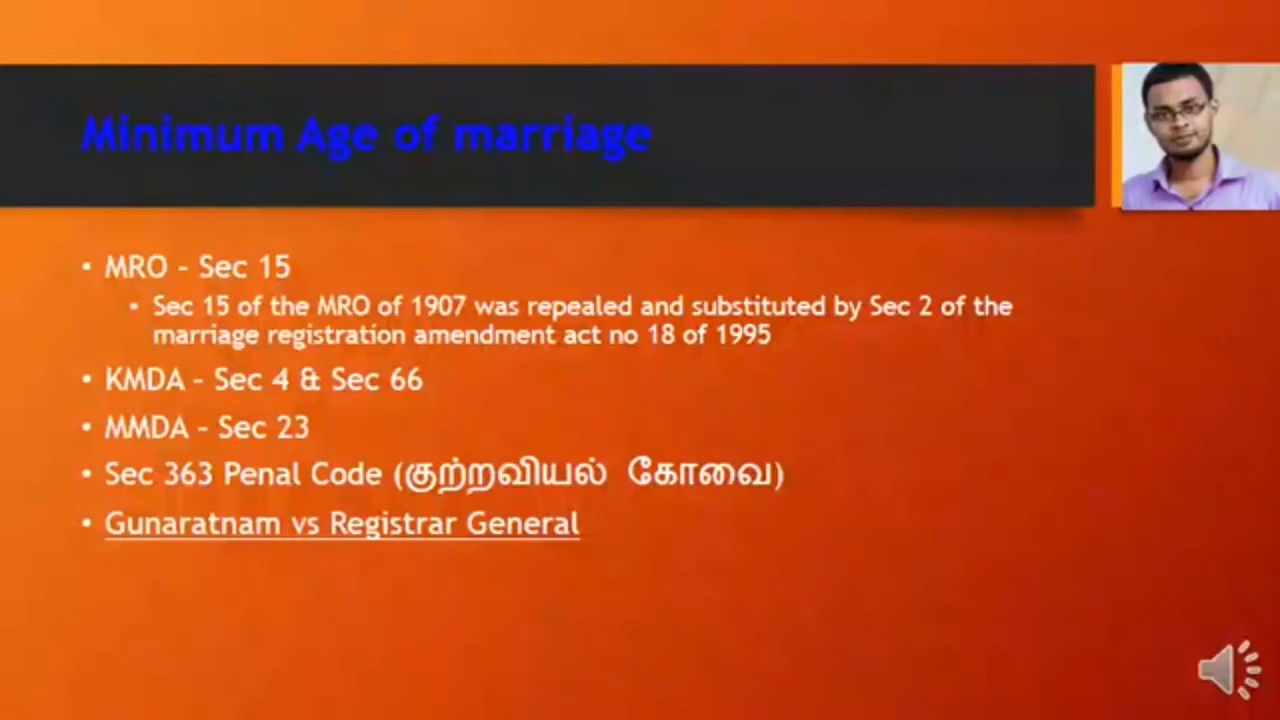 Minimum Age of marriage
• MRO – Sec 15
• Sec 15 of the MRO of 1907 was repealed and substituted by Sec 2 of the
marriage registration amendment act no 18 of 1995
• KMDA – Sec 4 & Sec 66
• MMDA – Sec 23
• Sec 363 Penal Code (குற்றவியல் கோவை)
• Gunaratnam vs Registrar General